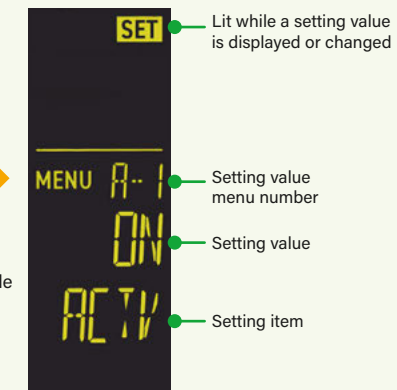 SET
Lit while a setting value
is displayed or changed
MENU A-1
Setting value
menu number
ON
Setting value
ACTV
Setting item